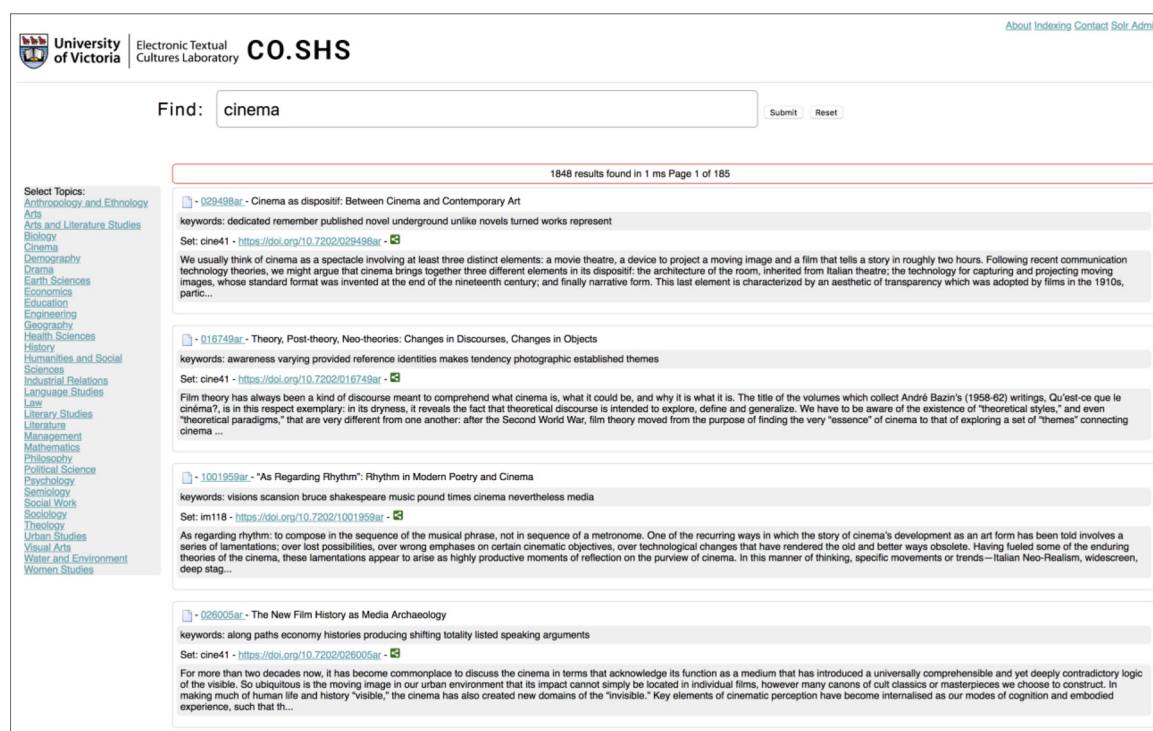 About Indexing Contact Solr Admi
University
of Victoria
Electronic Textual
Cultures Laboratory
CO.SHS
Find: cinema Submit Reset
1848 results found in 1 ms Page 1 of 185
Select Topics:
Anthropology and Ethnology
Arts
Arts and Literature Studies
Biology
Cinema
Demography
Drama
Earth Sciences
Economics
Education
Engineering
Geography
Health Sciences
History
Humanities and Social
Sciences
Industrial Relations
Language Studies
Law
Literary Studies
Literature
Management
Mathematics
Philosophy
Political Science
Psychology
Semiology
Social Work
Sociology
Theology
Urban Studies
Visual Arts
Water and Environment
Women Studies
- 029498ar - Cinema as dispositif: Between Cinema and Contemporary Art
keywords: dedicated remember published novel underground unlike novels turned works represent
Set: cine41 - https://doi.org/10.7202/029498ar -
We usually think of cinema as a spectacle involving at least three distinct elements: a movie theatre, a device to project a moving image and a film that tells a story in roughly two hours. Following recent communication
technology theories, we might argue that cinema brings together three different elements in its dispositif: the architecture of the room, inherited from Italian theatre; the technology for capturing and projecting moving
images, whose standard format was invented at the end of the nineteenth century; and finally narrative form. This last element is characterized by an aesthetic of transparency which was adopted by films in the 1910s,
partic...
- 016749ar - Theory, Post-theory, Neo-theories: Changes in Discourses, Changes in Objects
keywords: awareness varying provided reference identities makes tendency photographic established themes
Set: cine41 - https://doi.org/10.7202/016749ar -
Film theory has always been a kind of discourse meant to comprehend what cinema is, what it could be, and why it is what it is. The title of the volumes which collect André Bazin's (1958-62) writings, Qu'est-ce que le
cinéma?, is in this respect exemplary: in its dryness, it reveals the fact that theoretical discourse is intended to explore, define and generalize. We have to be aware of the existence of "theoretical styles," and even
"theoretical paradigms," that are very different from one another: after the Second World War, film theory moved from the purpose of finding the very "essence" of cinema to that of exploring a set of "themes" connecting
cinema ...
- 1001959ar - "As Regarding Rhythm": Rhythm in Modern Poetry and Cinema
keywords: visions scansion bruce shakespeare music pound times cinema nevertheless media
Set: im118 - https://doi.org/10.7202/1001959ar -
As regarding rhythm: to compose in the sequence of the musical phrase, not in sequence of a metronome. One of the recurring ways in which the story of cinema's development as an art form has been told involves a
series of lamentations; over lost possibilities, over wrong emphases on certain cinematic objectives, over technological changes that have rendered the old and better ways obsolete. Having fueled some of the enduring
theories of the cinema, these lamentations appear to arise as highly productive moments of reflection on the purview of cinema. In this manner of thinking, specific movements or trends—Italian Neo-Realism, widescreen,
deep stag...
- 026005ar - The New Film History as Media Archaeology
keywords: along paths economy histories producing shifting totality listed speaking arguments
Set: cine41 - https://doi.org/10.7202/026005ar -
For more than two decades now, it has become commonplace to discuss the cinema in terms that acknowledge its function as a medium that has introduced a universally comprehensible and yet deeply contradictory logic
of the visible. So ubiquitous is the moving image in our urban environment that its impact cannot simply be located in individual films, however many canons of cult classics or masterpieces we choose to construct. In
making much of human life and history "visible," the cinema has also created new domains of the "invisible." Key elements of cinematic perception have become internalised as our modes of cognition and embodied
experience, such that th...